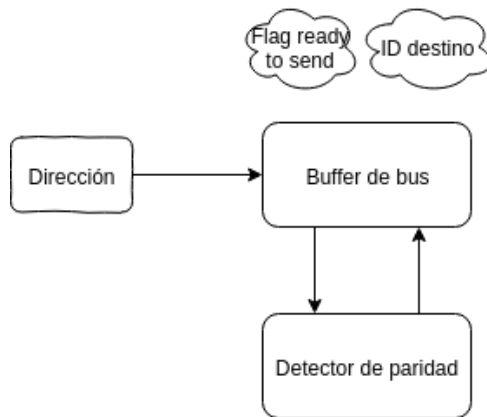 Flag ready
to send
ID destino
Dirección
Buffer de bus
Detector de paridad